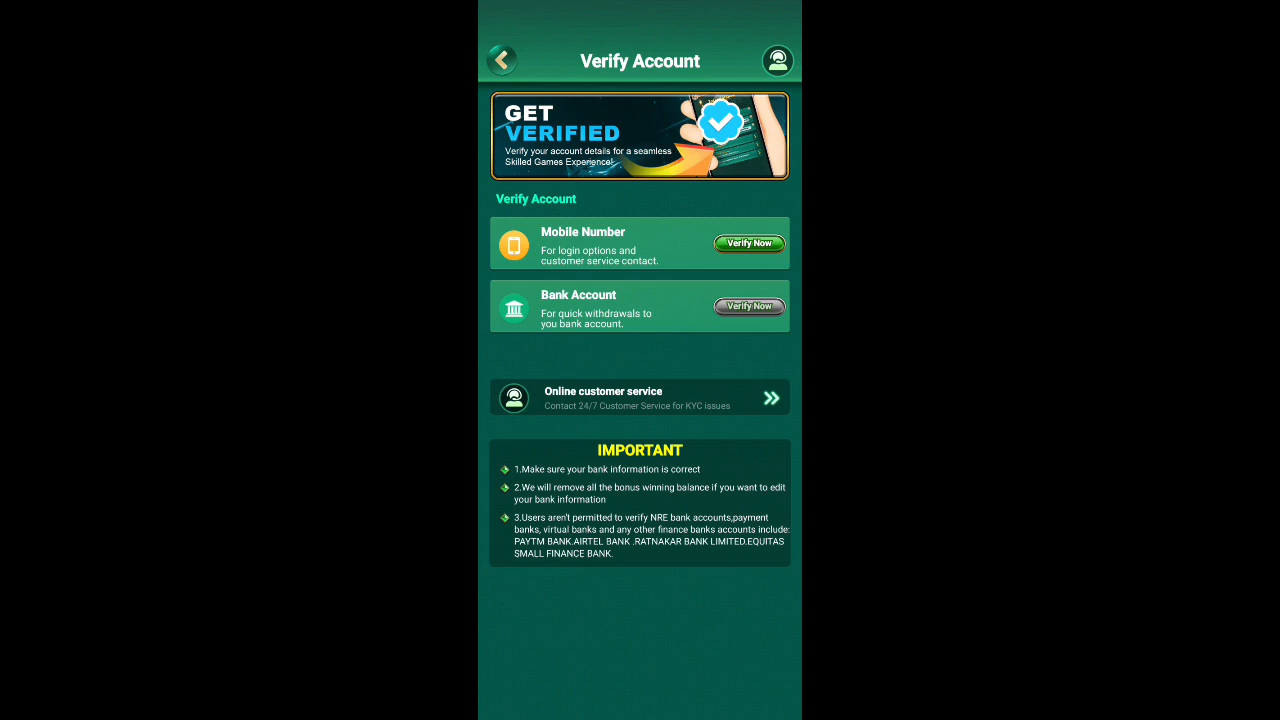 Verify Account
GET
VERIFIED
Verify your account details for a seamless
Skilled Games Experience!
Verify Account
Mobile Number
For login options and
customer service contact.
Verify Now
Bank Account
For quick withdrawals to
you bank account.
Verify Now
Online customer service
Contact 24/7 Customer Service for KYC issues
IMPORTANT
1.Make sure your bank information is correct
2.We will remove all the bonus winning balance if you want to edit
your bank information
3.Users aren't permitted to verify NRE bank accounts,payment
banks, virtual banks and any other finance banks accounts include:
PAYTM BANK.AIRTEL BANK .RATNAKAR BANK LIMITED.EQUITAS
SMALL FINANCE BANK.